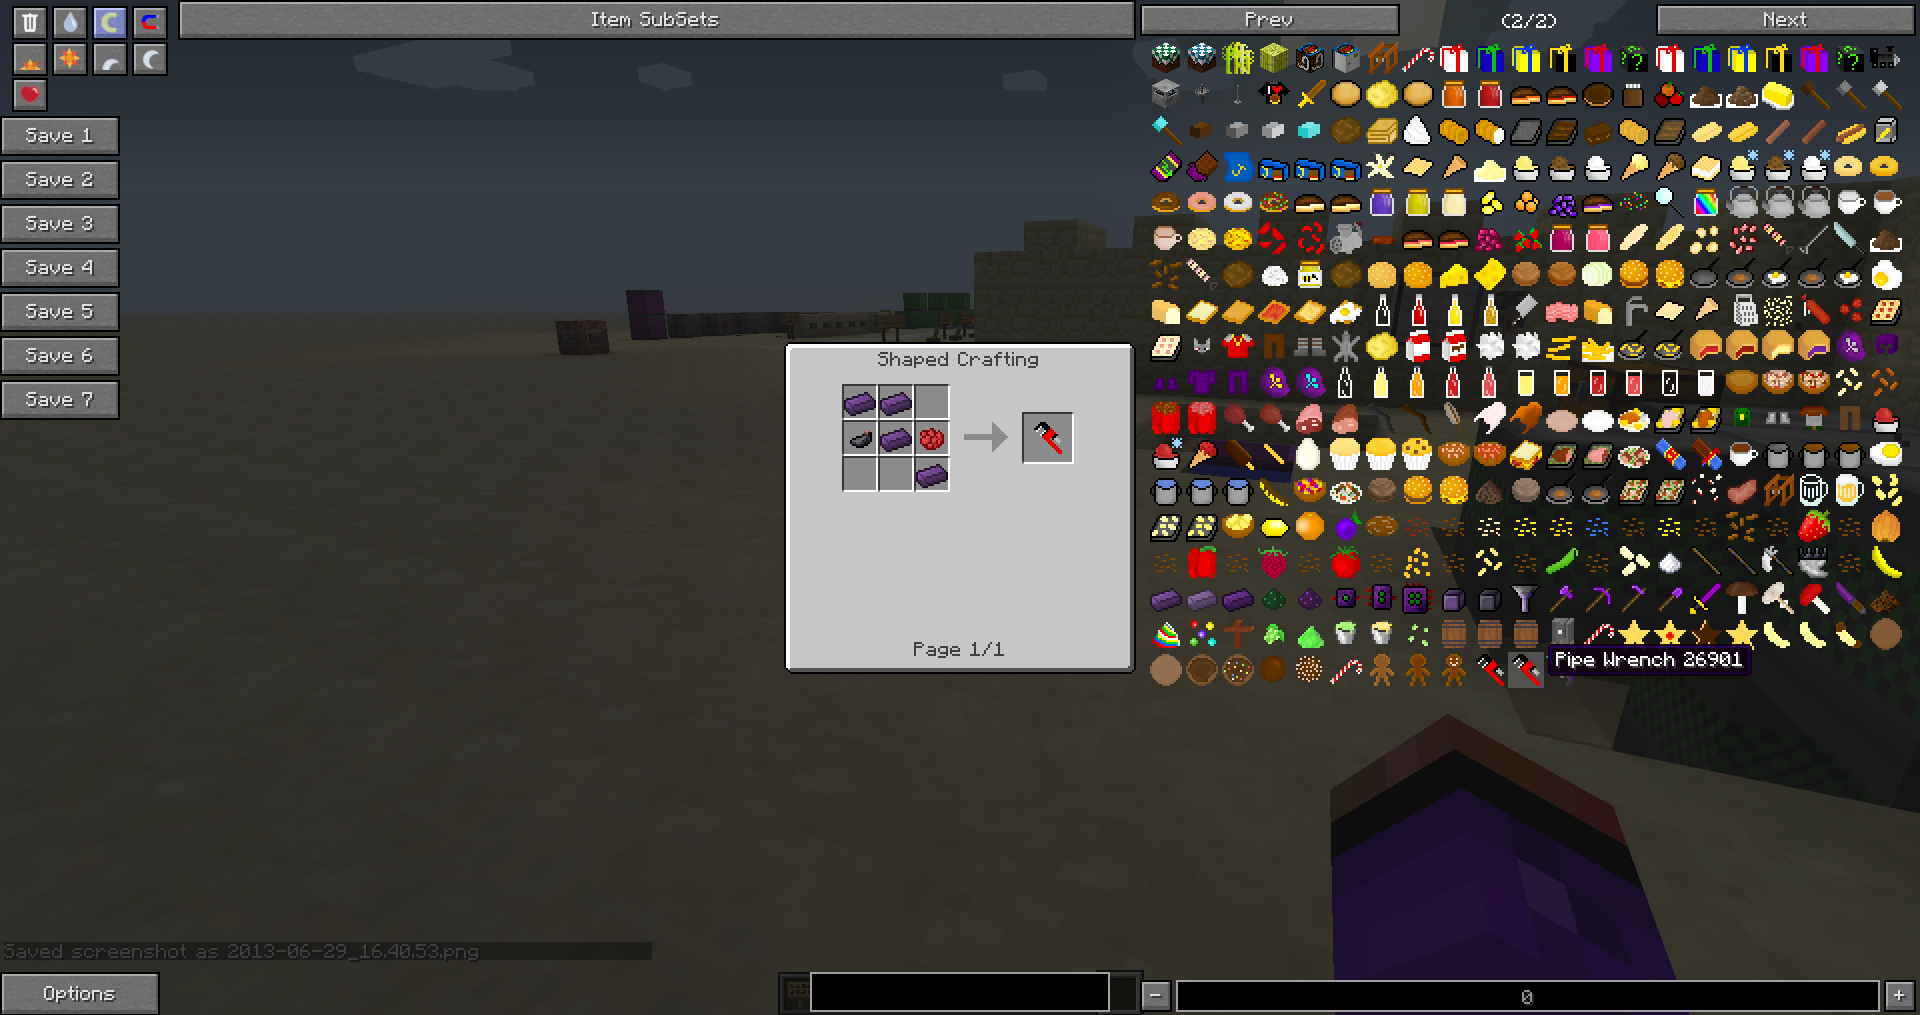 Item SubSets
Prev
(2/2)
Next
Save 1
Save 2
Save 3
Save 4
Save 5
Save 6
Save 7
Shaped Crafting
Page 1/1
Pipe Wrench 26901
Saved screenshot as 2013-06-29_16.40.53.png
Options
-
0
+